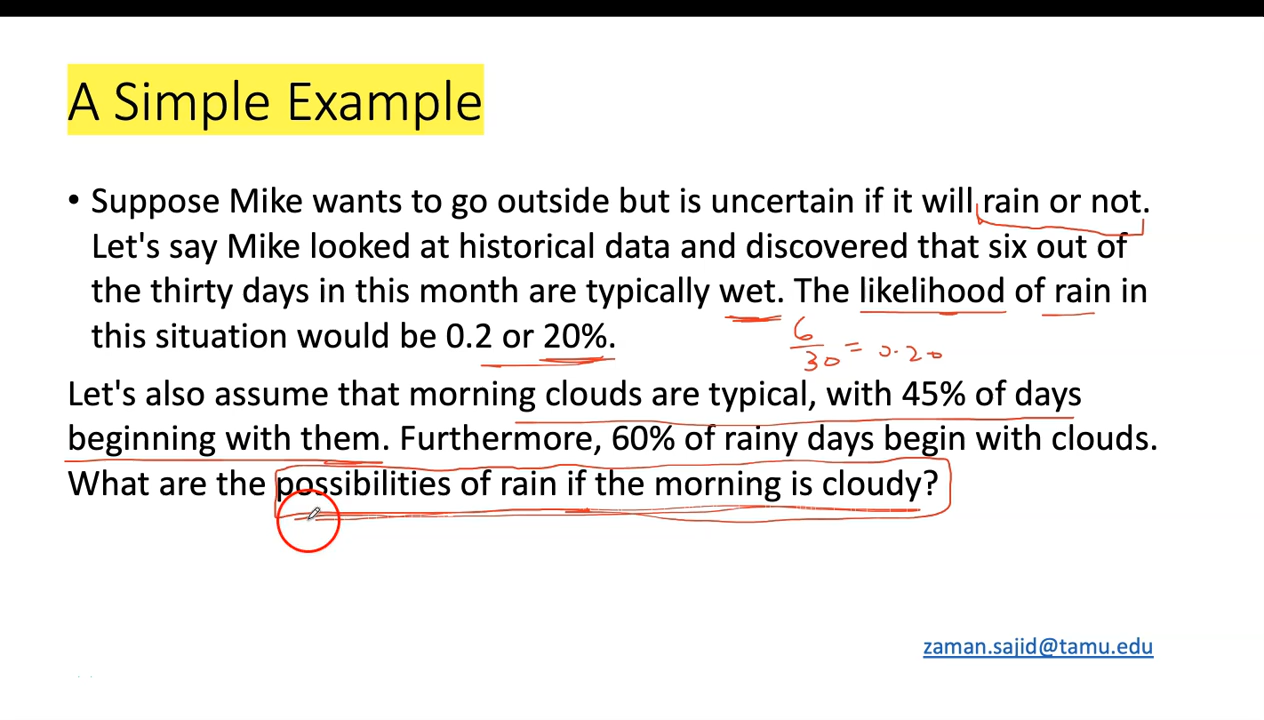 A Simple Example
• Suppose Mike wants to go outside but is uncertain if it will rain or not.
Let's say Mike looked at historical data and discovered that six out of
the thirty days in this month are typically wet. The likelihood of rain in
this situation would be 0.2 or 20%.
6/30 = 0.20
Let's also assume that morning clouds are typical, with 45% of days
beginning with them. Furthermore, 60% of rainy days begin with clouds.
What are the possibilities of rain if the morning is cloudy?
zaman.sajid@tamu.edu